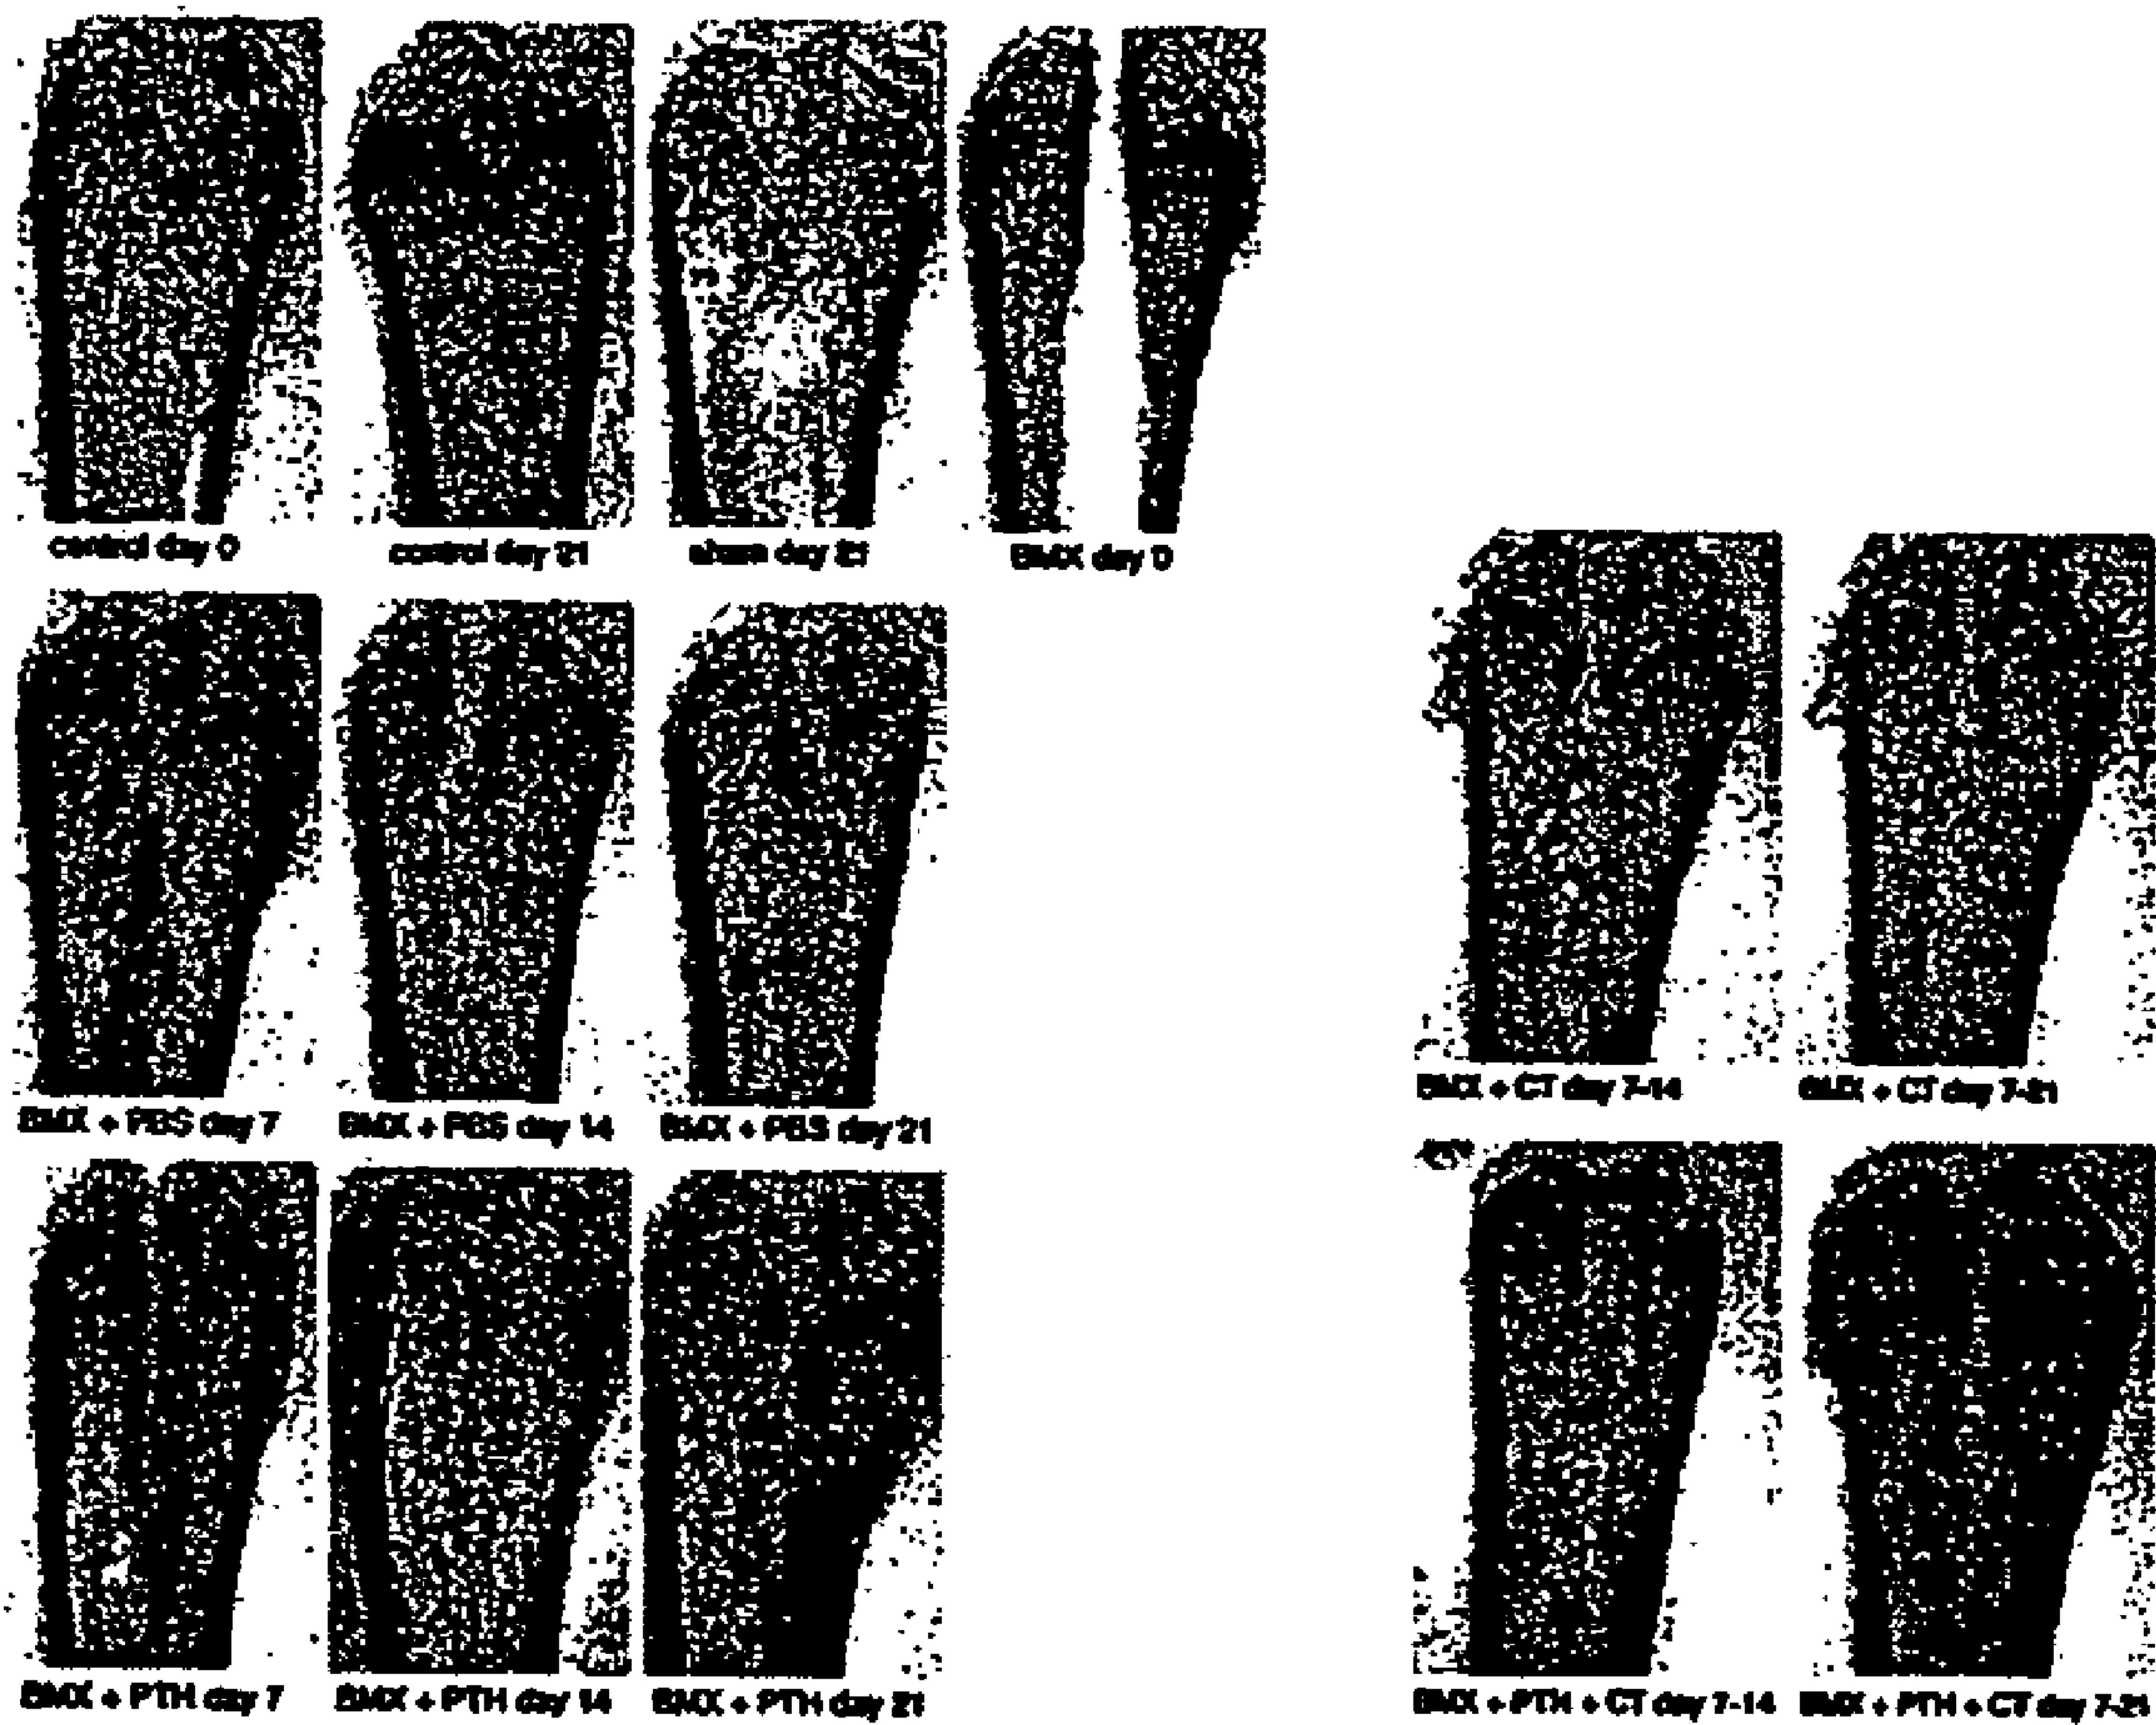 control day 0
control day 21
sham day 21
BMX day 0
BMX + PBS day 7
BMX + PBS day 14
BMX + PBS day 21
BMX + CT day 7-14
BMX + CT day 7-21
BMX + PTH day 7
BMX + PTH day 14
BMX + PTH day 21
BMX + PTH + CT day 7-14
BMX + PTH + CT day 7-21